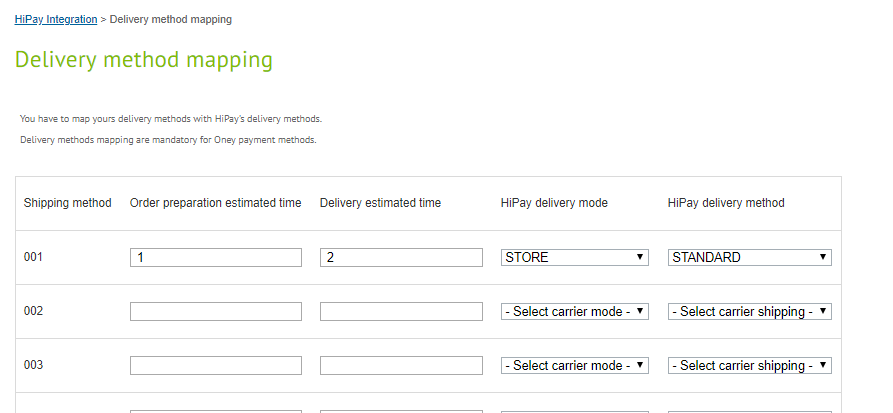 HiPay Integration > Delivery method mapping
Delivery method mapping
You have to map yours delivery methods with HiPay's delivery methods.
Delivery methods mapping are mandatory for Oney payment methods.
Shipping method Order preparation estimated time Delivery estimated time HiPay delivery mode HiPay delivery method
001 1 2 STORE STANDARD
002 - Select carrier mode - - Select carrier shipping -
003 - Select carrier mode - - Select carrier shipping -